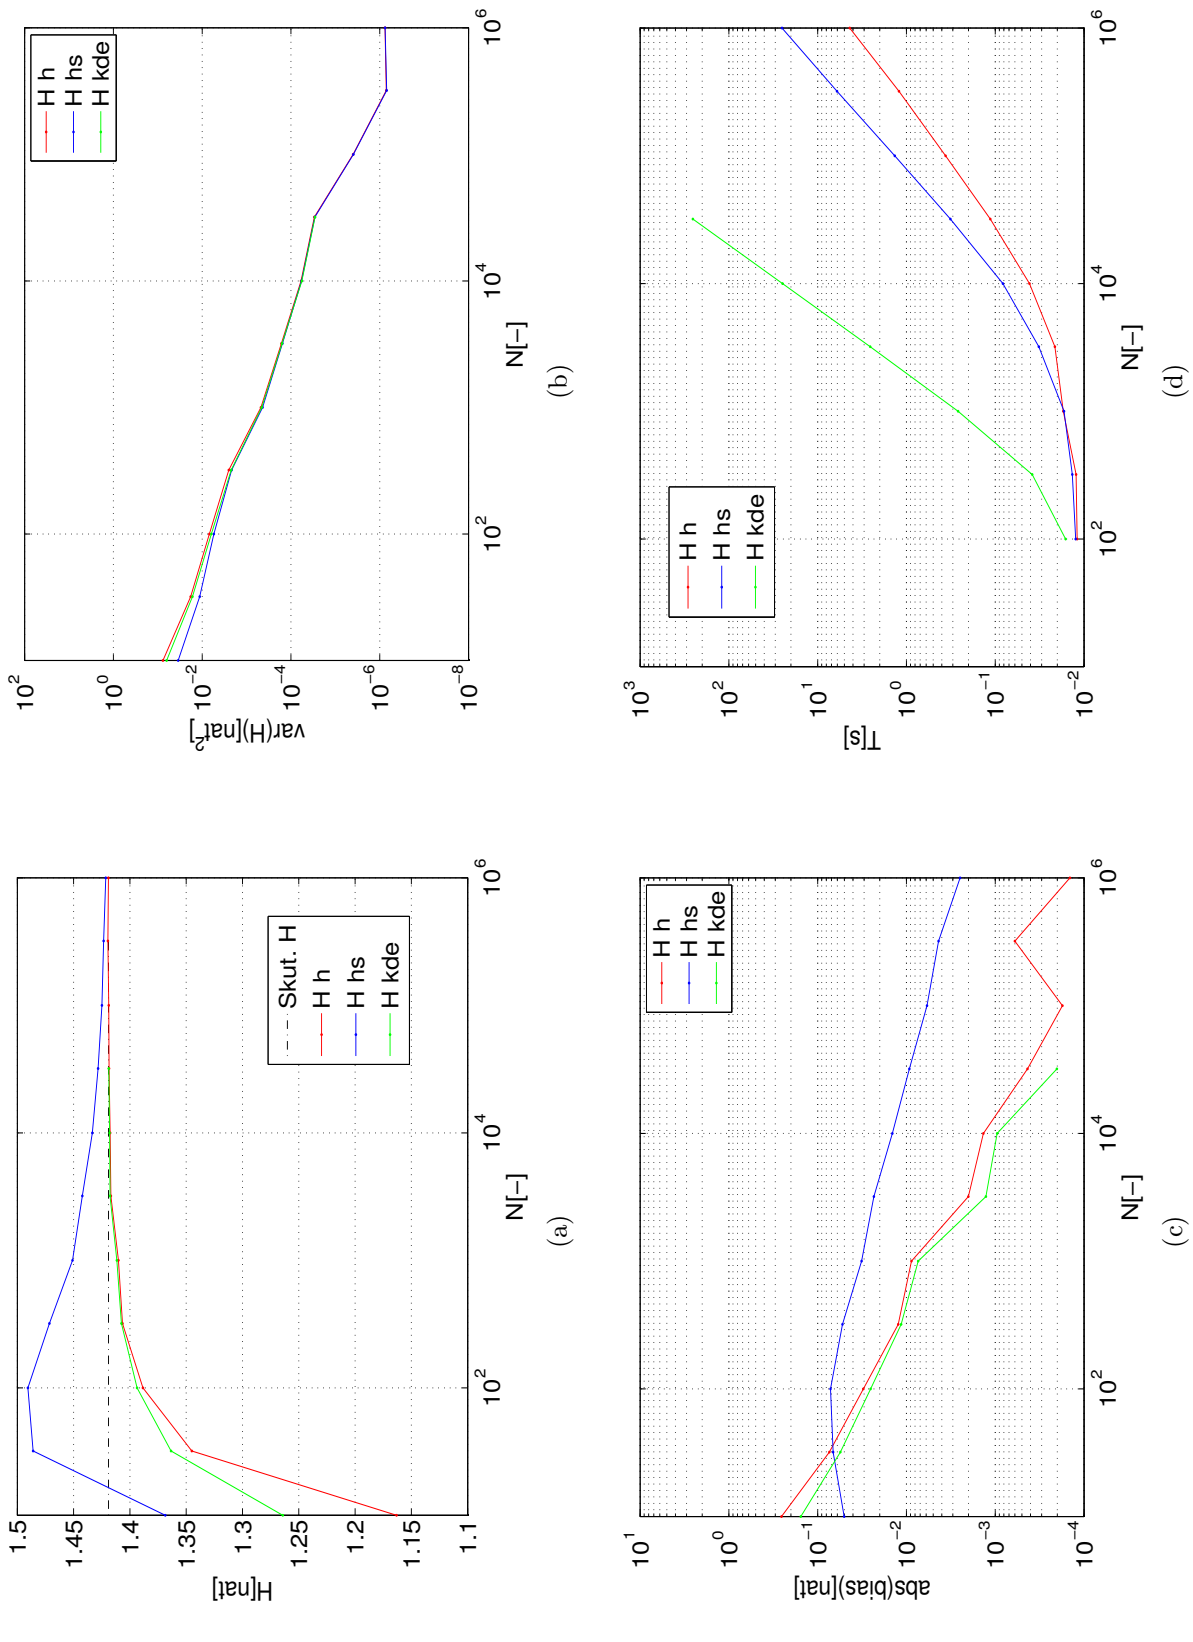 1.5
1.45
1.4
1.35
1.3
1.25
1.2
1.15
1.1
H[nat]
10^2
10^4
10^6
N[−]
Skut. H
H h
H hs
H kde
(a)
10^2
10^0
10^−2
10^−4
10^−6
10^−8
var(H)[nat^2]
10^2
10^4
10^6
N[−]
H h
H hs
H kde
(b)
10^1
10^0
10^−1
10^−2
10^−3
10^−4
abs(bias)[nat]
10^2
10^4
10^6
N[−]
H h
H hs
H kde
(c)
10^3
10^2
10^1
10^0
10^−1
10^−2
T[s]
10^2
10^4
10^6
N[−]
H h
H hs
H kde
(d)